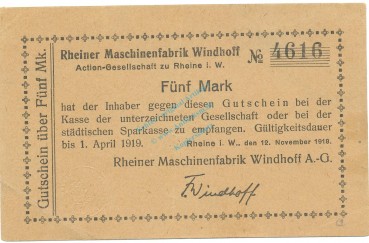 Gutschein über Fünf Mk.
Rheiner Maschinenfabrik Windhoff
Action-Gesellschaft zu Rheine i. W.
№ 4616
Fünf Mark
hat der Inhaber gegen diesen Gutschein bei der
Kasse der unterzeichneten Gesellschaft oder bei der
städtischen Sparkasse zu empfangen. Gültigkeitsdauer
bis 1. April 1919. Rheine i. W., den 12. November 1918.
Rheiner Maschinenfabrik Windhoff A.-G.
Windhoff